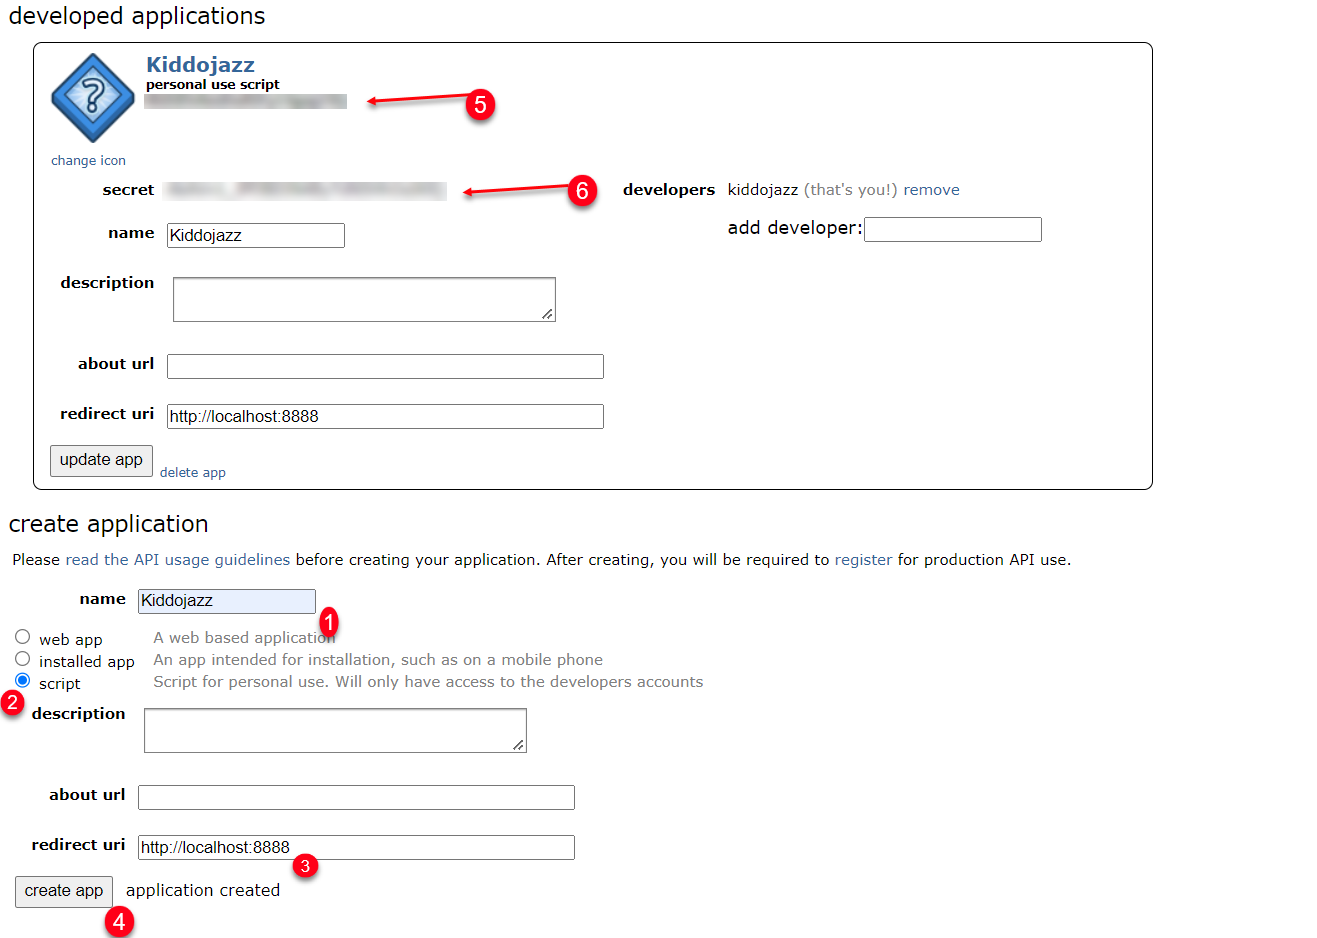 developed applications
Kiddojazz
personal use script
5
change icon
secret
6
developers kiddojazz (that's you!) remove
name Kiddojazz
add developer:
description
about url
redirect uri http://localhost:8888
update app delete app
create application
Please read the API usage guidelines before creating your application. After creating, you will be required to register for production API use.
name Kiddojazz
1
web app A web based application
installed app An app intended for installation, such as on a mobile phone
script Script for personal use. Will only have access to the developers accounts
2
description
about url
redirect uri http://localhost:8888
3
create app application created
4